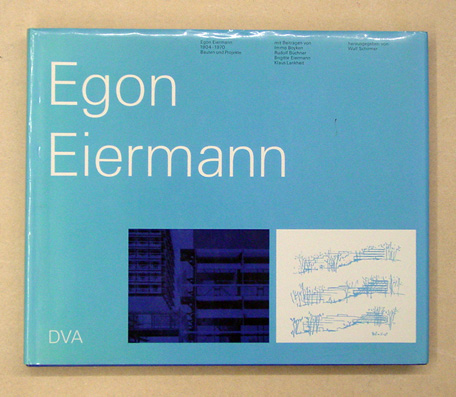 Egon Eiermann
1904–1970
Bauten und Projekte
mit Beiträgen von
Immo Boyken
Rudolf Büchner
Brigitte Eiermann
Klaus Lankheit
herausgegeben von
Wulf Schirmer
Egon
Eiermann
DVA